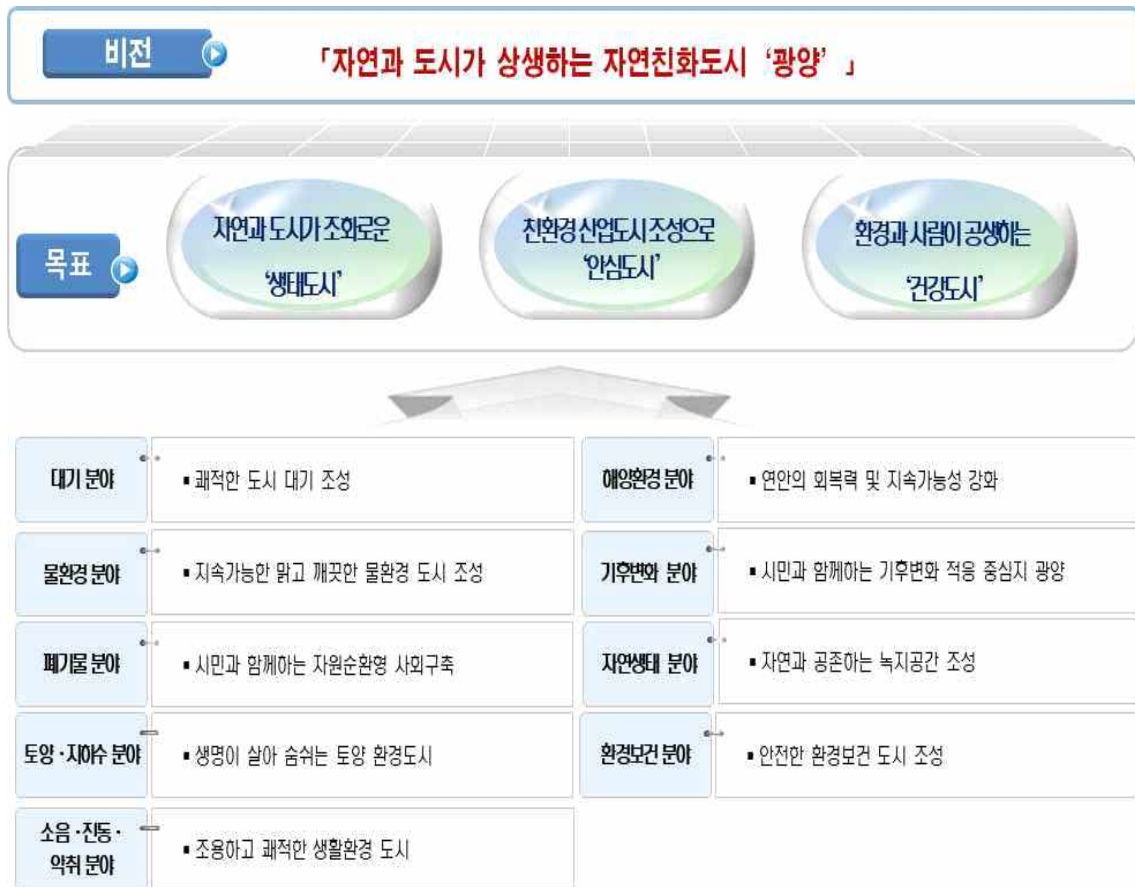 비전
「자연과 도시가 상생하는 자연친화도시 ‘광양’」
목표
자연과 도시가 조화로운
‘생태도시’
친환경 산업도시 조성으로
‘안심도시’
환경과 사람이 공생하는
‘건강도시’
대기 분야
▪ 쾌적한 도시 대기 조성
해양환경 분야
▪ 연안의 회복력 및 지속가능성 강화
물환경 분야
▪ 지속가능한 맑고 깨끗한 물환경 도시 조성
기후변화 분야
▪ 시민과 함께하는 기후변화 적응 중심지 광양
폐기물 분야
▪ 시민과 함께하는 자원순환형 사회구축
자연생태 분야
▪ 자연과 공존하는 녹지공간 조성
토양·지하수 분야
▪ 생명이 살아 숨쉬는 토양 환경도시
환경보건 분야
▪ 안전한 환경보건 도시 조성
소음·진동·
악취 분야
▪ 조용하고 쾌적한 생활환경 도시